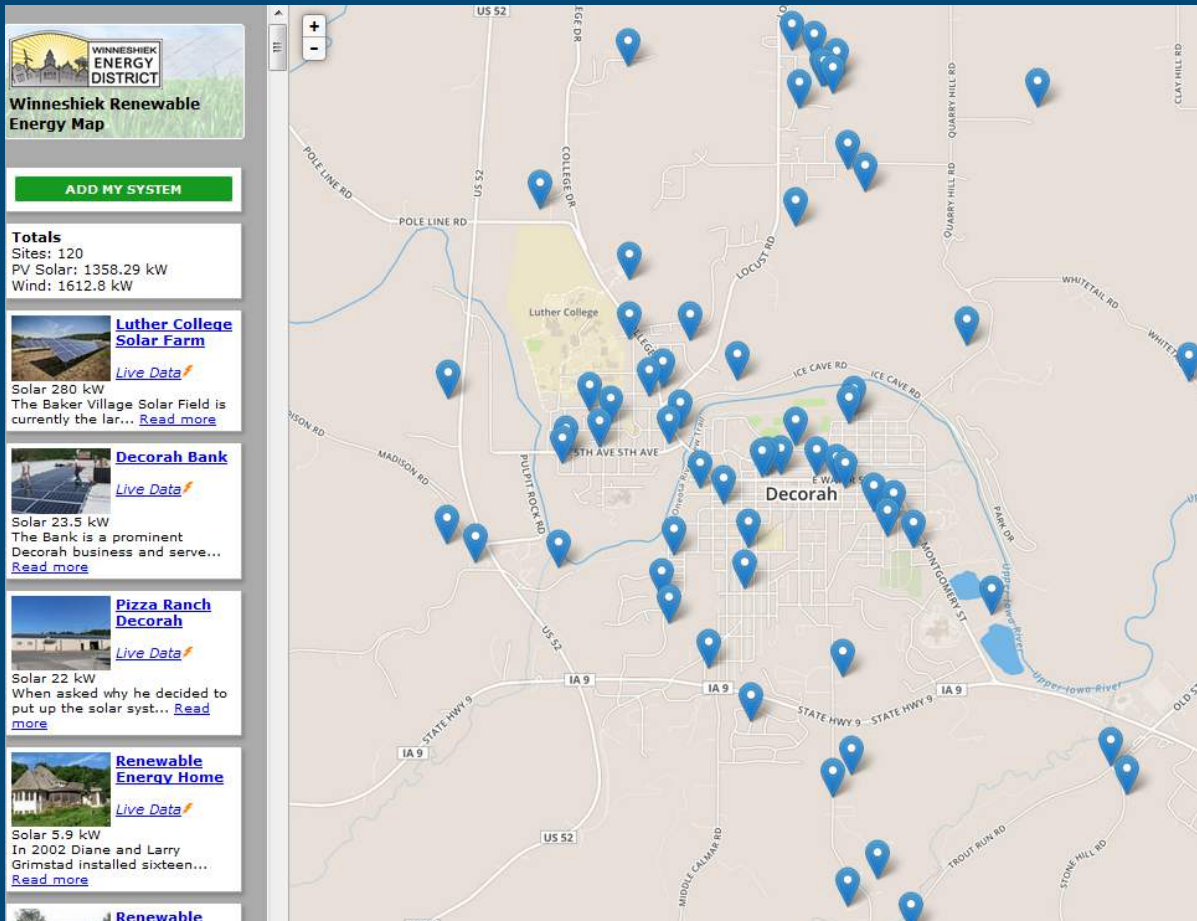 WINNESHIEK
ENERGY
DISTRICT
Winneshiek Renewable
Energy Map
ADD MY SYSTEM
Totals
Sites: 120
PV Solar: 1358.29 kW
Wind: 1612.8 kW
Luther College
Solar Farm
Live Data
Solar 280 kW
The Baker Village Solar Field is
currently the lar... Read more
Decorah Bank
Live Data
Solar 23.5 kW
The Bank is a prominent
Decorah business and serve...
Read more
Pizza Ranch
Decorah
Live Data
Solar 22 kW
When asked why he decided to
put up the solar syst... Read
more
Renewable
Energy Home
Live Data
Solar 5.9 kW
In 2002 Diane and Larry
Grimstad installed sixteen...
Read more
Renewable
+
-
US 52
COLLEGE DR
QUARRY HILL RD
CLAY HILL RD
POLE LINE RD
US 52
COLLEGE DR
POLE LINE RD
QUARRY HILL RD
LOCUST RD
WHITETAIL RD
Luther College
ICE CAVE RD
ICE CAVE RD
MADISON RD
5TH AVE 5TH AVE
PULPIT ROCK RD
Decorah
PARK DR
MONTGOMERY ST
Upper Iowa River
US 52
IA 9
IA 9
IA 9
Upper Iowa River
STATE HWY 9
STATE HWY 9
STATE HWY 9
IA 9
US 52
MIDDLE CALMAR RD
TROUT RUN RD
STONE HILL RD